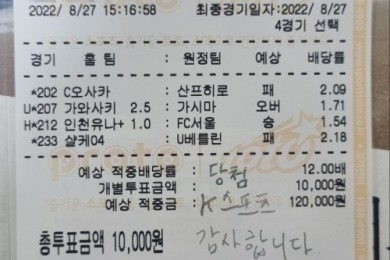 2022/ 8/27 15:16:58 최종경기일자:2022/ 8/27
4경기 선택
경기 홈 팀 : 원정팀 예상 배당률
*202 C오사카 : 산프히로 패 2.09
U*207 가와사키 2.5 : 가시마 오버 1.71
H*212 인천유나+ 1.0 : FC서울 승 1.54
*233 샬케04 : U베를린 패 2.18
예상 적중배당률 : 12.00배
당첨
개별투표금액 : 10,000원
예상 적중금 : 120,000원
K스포츠
총투표금액 10,000원
감사합니다.